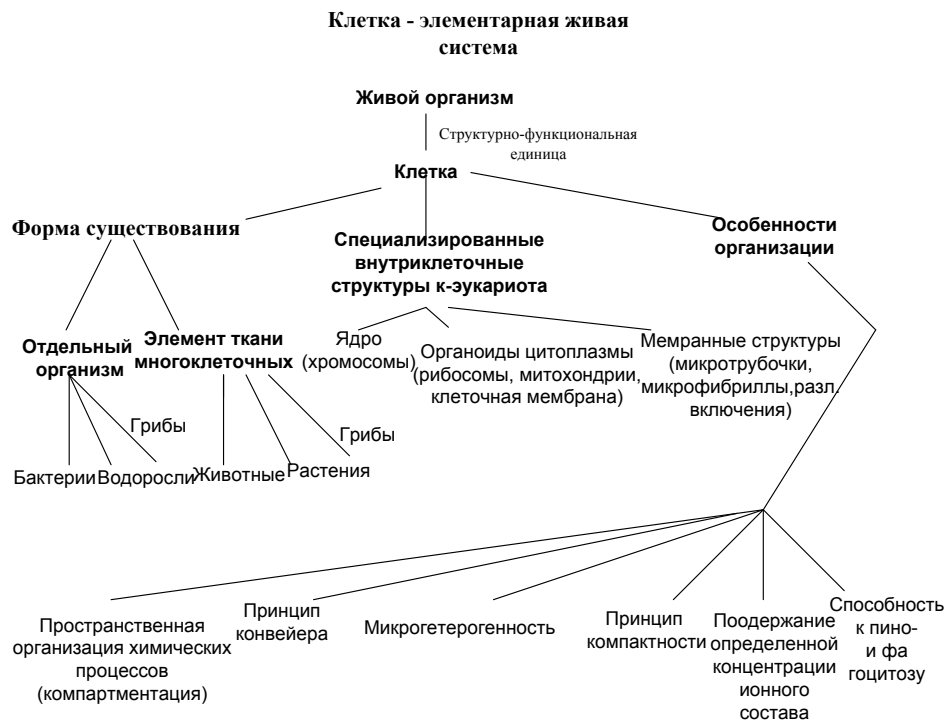 Клетка - элементарная живая
система
Живой организм
Структурно-функциональная
единица
Клетка
Форма существования
Специализированные
внутриклеточные
структуры к-эукариота
Особенности
организации
Отдельный
организм
Элемент ткани
многоклеточных
Ядро
(хромосомы)
Органоиды цитоплазмы
(рибосомы, митохондрии,
клеточная мембрана)
Мемранные структуры
(микротрубочки,
микрофибриллы,разл.
включения)
Грибы
Грибы
Бактерии
Водоросли
Животные
Растения
Пространственная
организация химических
процессов
(компартментация)
Принцип
конвейера
Микрогетерогенность
Принцип
компактности
Поодержание
определенной
концентрации
ионного
состава
Способность
к пино-
и фа
гоцитозу